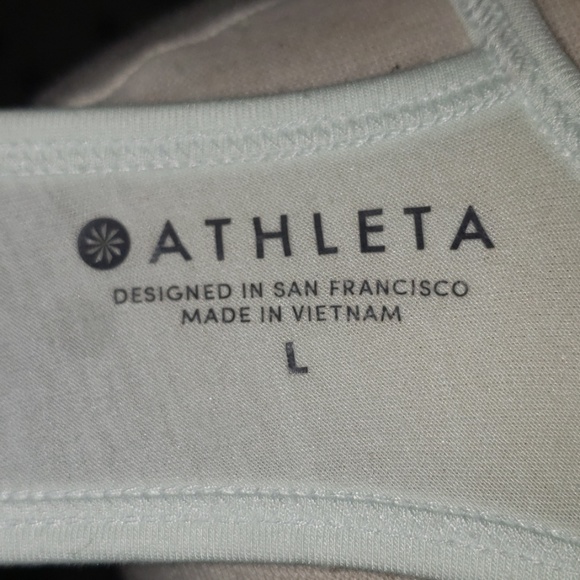 ATHLETA
DESIGNED IN SAN FRANCISCO
MADE IN VIETNAM
L